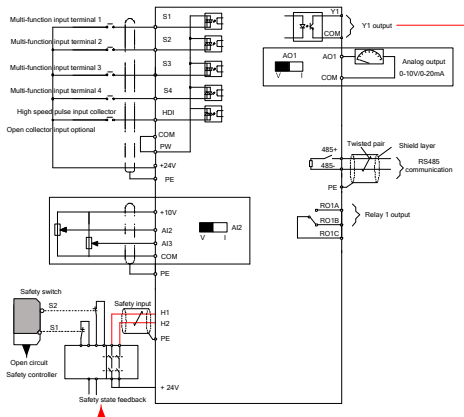 Multi-function input terminal 1
S1
Y1
Y1 output
COM
Multi-function input terminal 2
S2
Multi-function input terminal 3
S3
AO1
V I
AO1
Analog output
0-10V/0-20mA
COM
Multi-function input terminal 4
S4
High speed pulse input collector
HDI
Open collector input optional
COM
PW
+24V
PE
Twisted pair
Shield layer
485+
485-
RS485
communication
PE
+10V
AI2
AI3
COM
V I
AI2
PE
RO1A
RO1B
RO1C
Relay 1 output
Safety switch
S2
S1
Safety input
H1
H2
PE
Open circuit
Safety controller
+ 24V
Safety state feedback